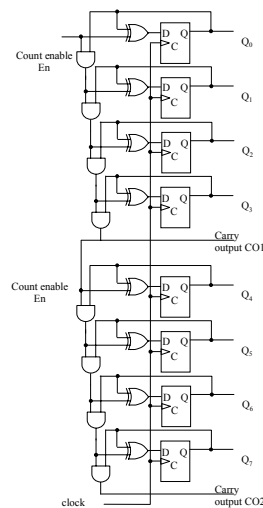 D Q
C
Q0
Count enable
En
D Q
C
Q1
D Q
C
Q2
D Q
C
Q3
Carry
output CO1
Count enable
En
D Q
C
Q4
D Q
C
Q5
D Q
C
Q6
D Q
C
Q7
Carry
output CO2
clock